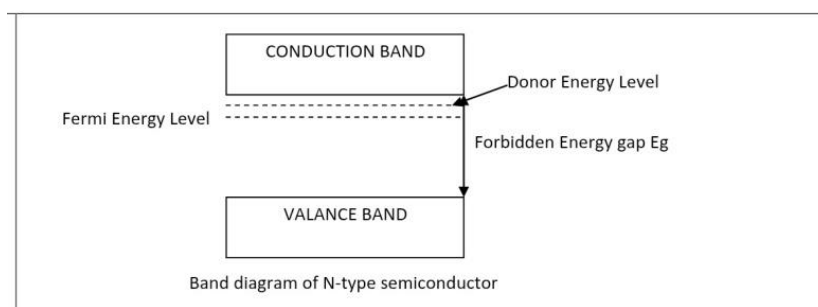 CONDUCTION BAND
Donor Energy Level
Fermi Energy Level
Forbidden Energy gap Eg
VALANCE BAND
Band diagram of N-type semiconductor